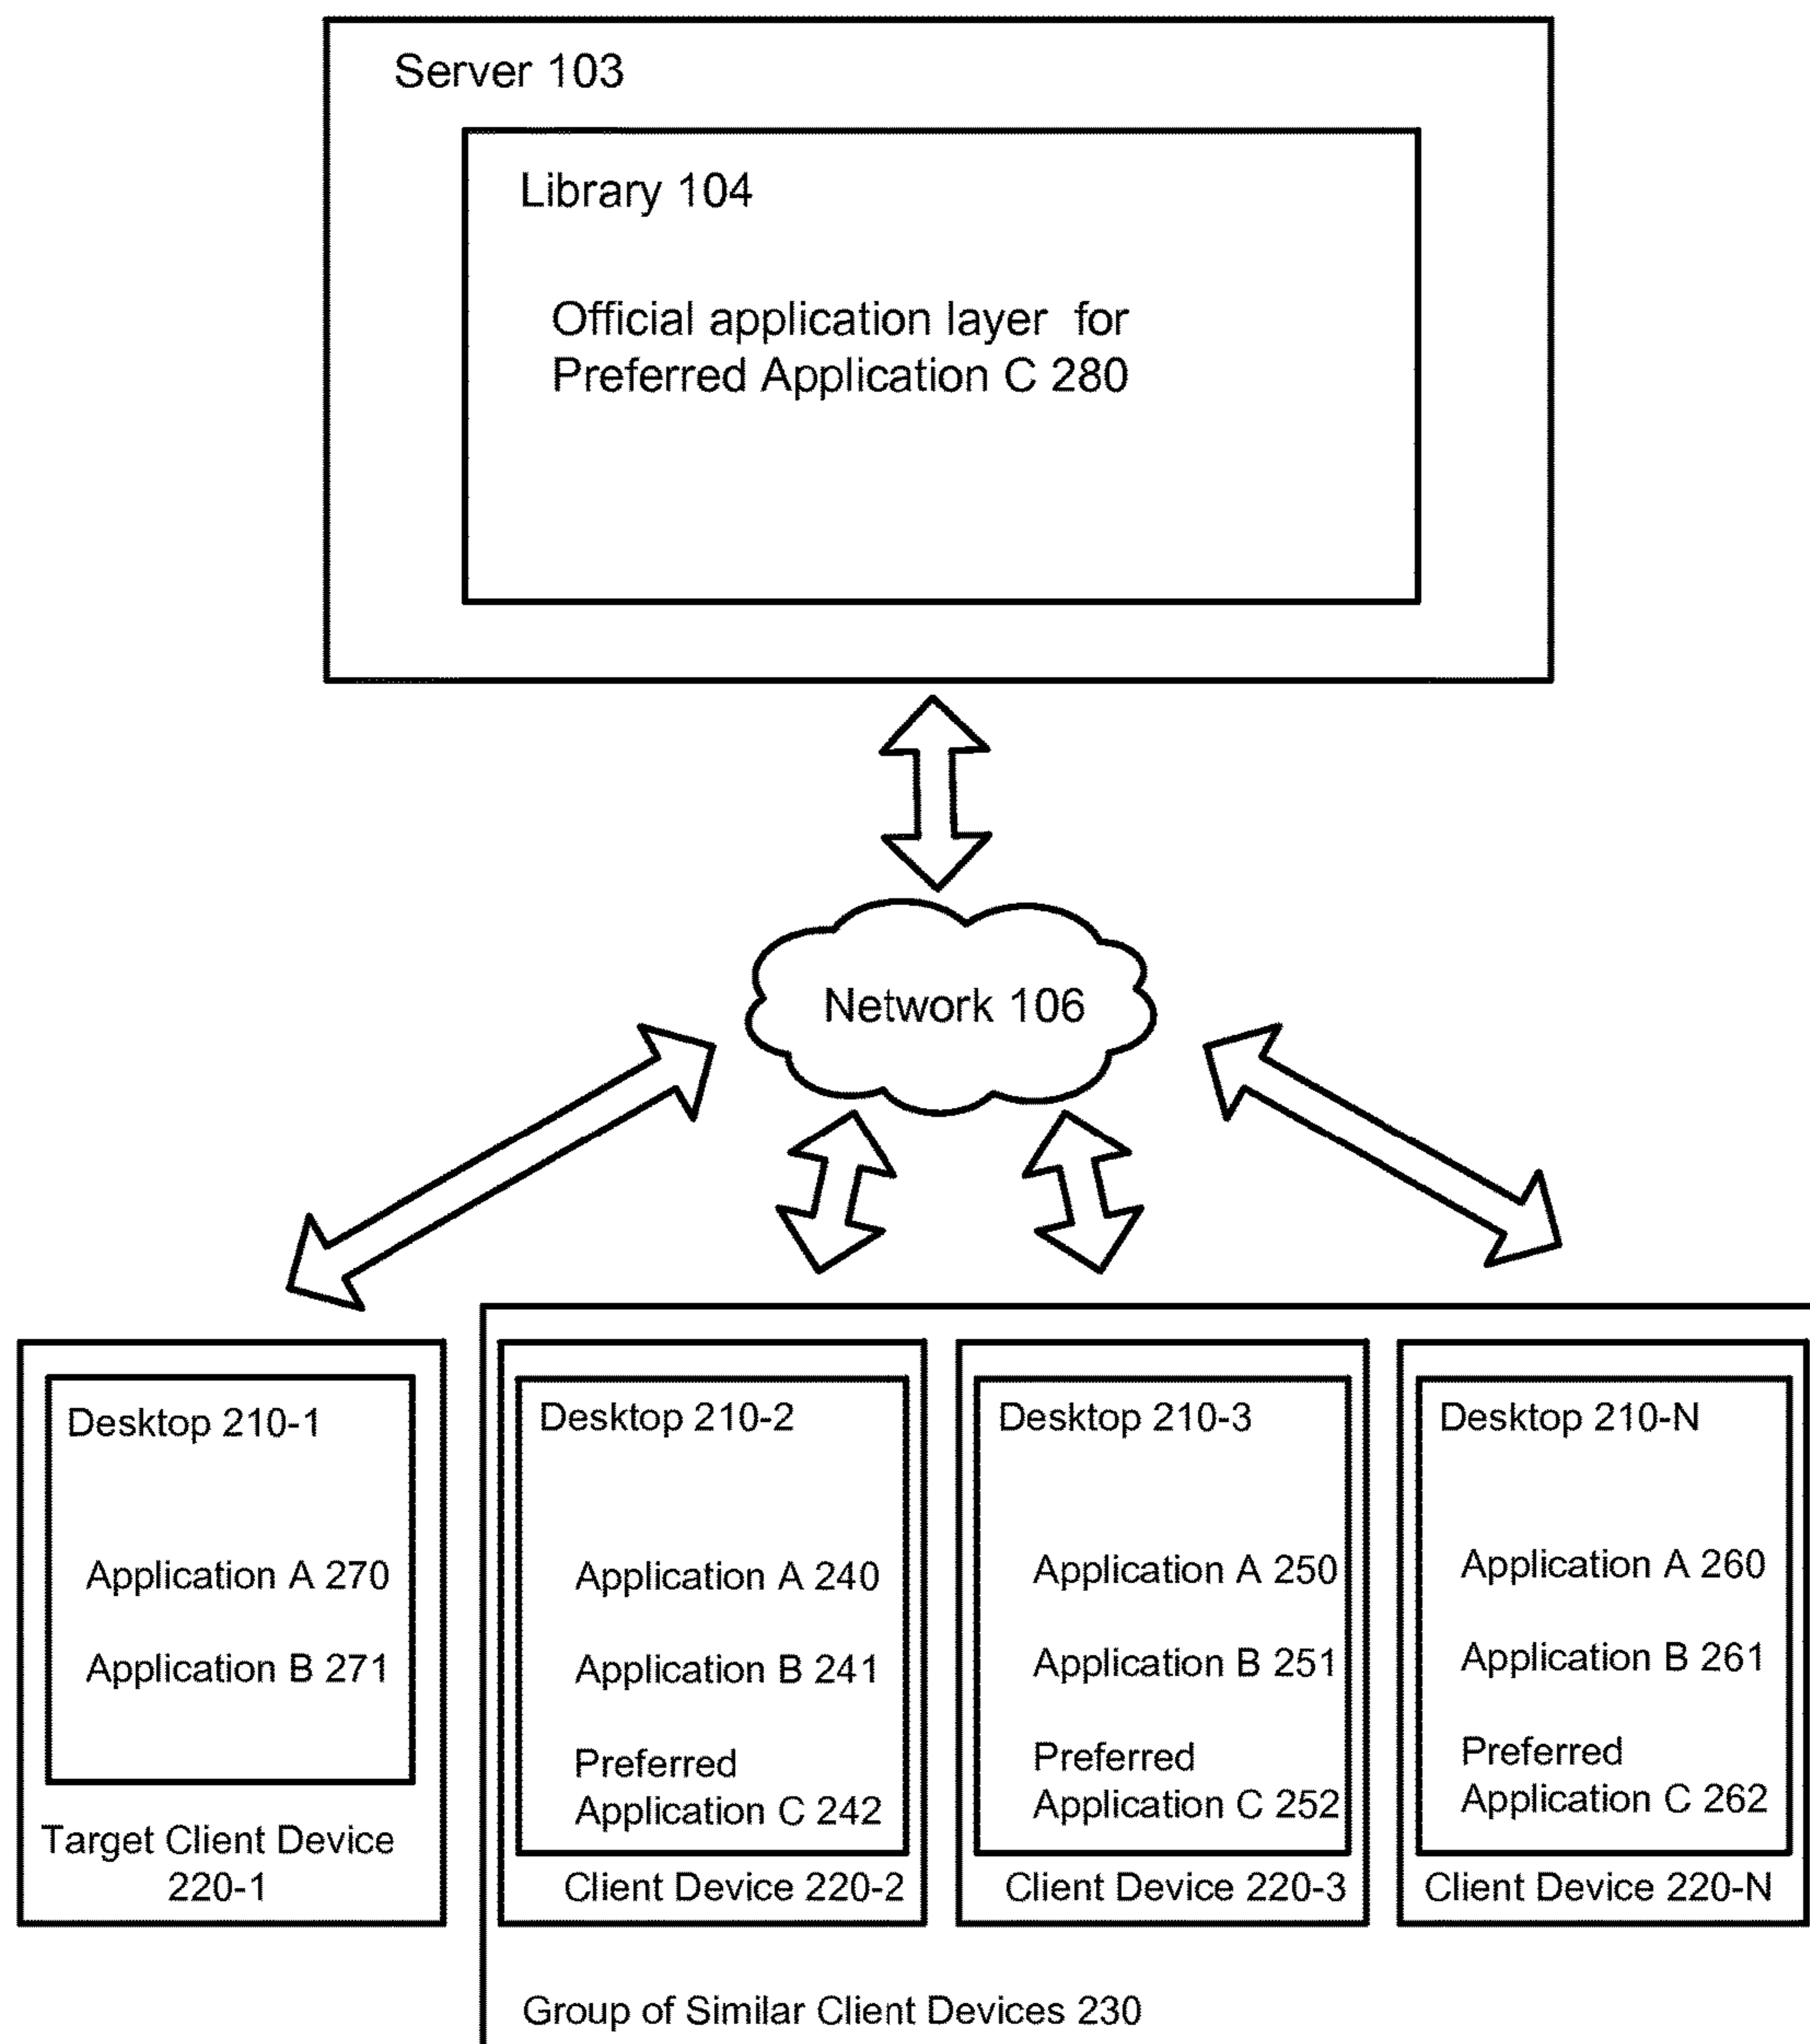 Server 103
Library 104
Official application layer for
Preferred Application C 280
Network 106
Desktop 210-1
Application A 270
Application B 271
Target Client Device
220-1
Desktop 210-2
Application A 240
Application B 241
Preferred
Application C 242
Client Device 220-2
Desktop 210-3
Application A 250
Application B 251
Preferred
Application C 252
Client Device 220-3
Desktop 210-N
Application A 260
Application B 261
Preferred
Application C 262
Client Device 220-N
Group of Similar Client Devices 230